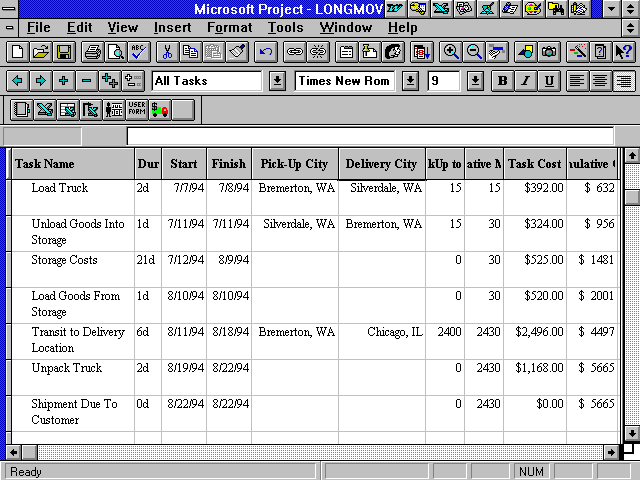 Microsoft Project - LONGMOV
File Edit View Insert Format Tools Window Help
ABC
All Tasks Times New Rom 9 B I U
USER FORM
Task Name Dur Start Finish Pick-Up City Delivery City kUp to ative M Task Cost ulative C
Load Truck 2d 7/7/94 7/8/94 Bremerton, WA Silverdale, WA 15 15 $392.00 $ 632
Unload Goods Into 1d 7/11/94 7/11/94 Silverdale, WA Bremerton, WA 15 30 $324.00 $ 956
Storage
Storage Costs 21d 7/12/94 8/9/94 0 30 $525.00 $ 1481
Load Goods From 1d 8/10/94 8/10/94 0 30 $520.00 $ 2001
Storage
Transit to Delivery 6d 8/11/94 8/18/94 Bremerton, WA Chicago, IL 2400 2430 $2,496.00 $ 4497
Location
Unpack Truck 2d 8/19/94 8/22/94 0 2430 $1,168.00 $ 5665
Shipment Due To 0d 8/22/94 8/22/94 0 2430 $0.00 $ 5665
Customer
Ready NUM